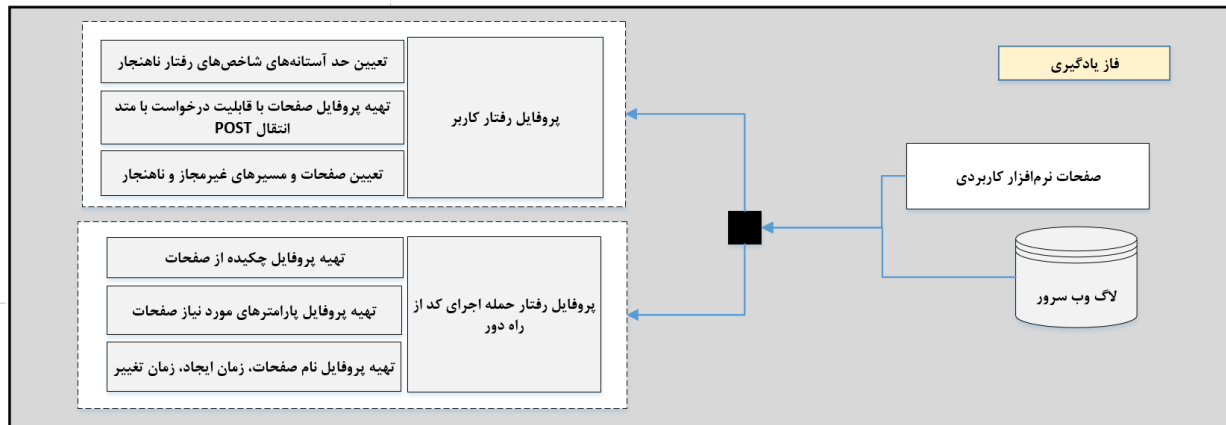 فاز یادگیری
صفحات نرم‌افزار کاربردی
لاگ وب سرور
پروفایل رفتار کاربر
تعیین حد آستانه‌های شاخص‌های رفتار ناهنجار
تهیه پروفایل صفحات با قابلیت درخواست با متد
انتقال POST
تعیین صفحات و مسیرهای غیرمجاز و ناهنجار
پروفایل رفتار حمله اجرای کد از
راه دور
تهیه پروفایل چکیده از صفحات
تهیه پروفایل پارامترهای مورد نیاز صفحات
تهیه پروفایل نام صفحات، زمان ایجاد، زمان تغییر